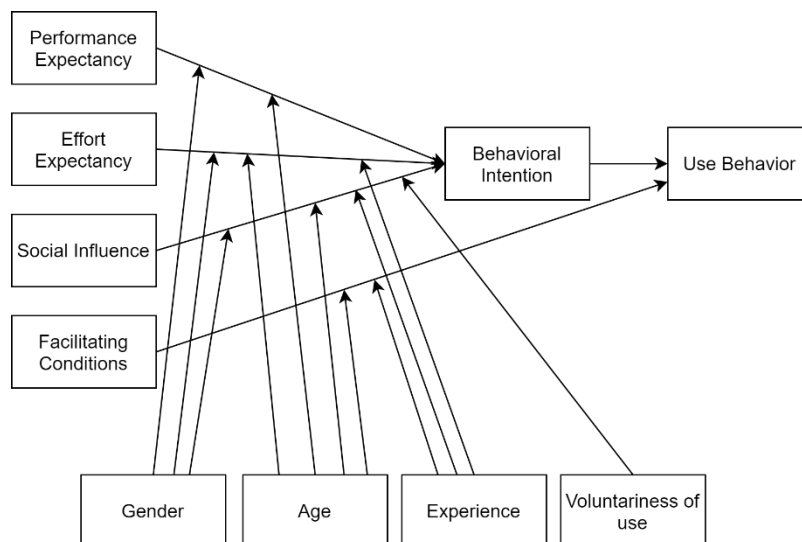 Performance
Expectancy
Effort
Expectancy
Behavioral
Intention
Use Behavior
Social Influence
Facilitating
Conditions
Gender
Age
Experience
Voluntariness of
use